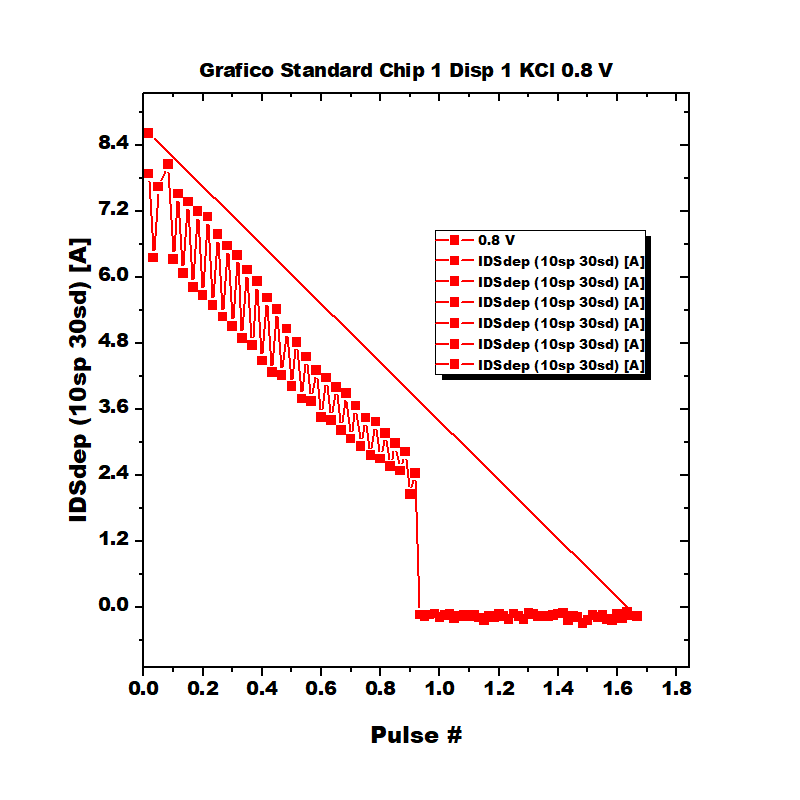 Grafico Standard Chip 1 Disp 1 KCl 0.8 V
8.4
7.2
6.0
4.8
3.6
2.4
1.2
0.0
IDSdep (10sp 30sd) [A]
0.8 V
IDSdep (10sp 30sd) [A]
IDSdep (10sp 30sd) [A]
IDSdep (10sp 30sd) [A]
IDSdep (10sp 30sd) [A]
IDSdep (10sp 30sd) [A]
IDSdep (10sp 30sd) [A]
0.0 0.2 0.4 0.6 0.8 1.0 1.2 1.4 1.6 1.8
Pulse #